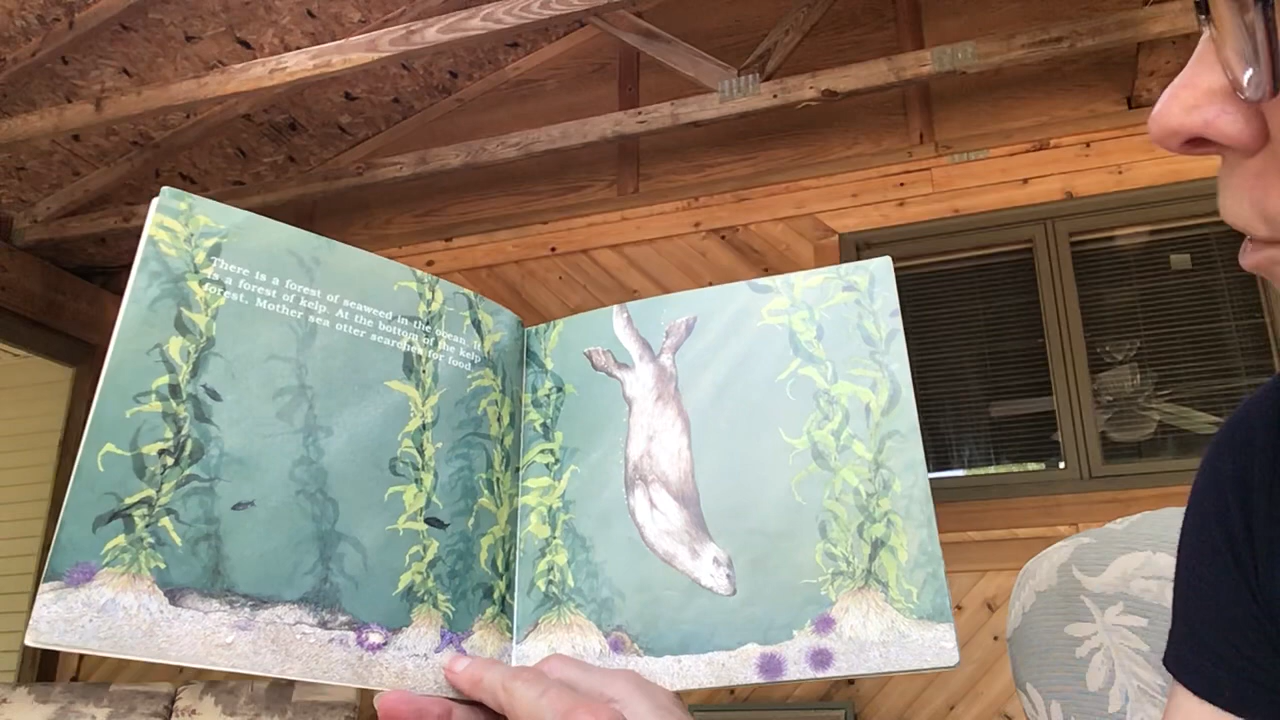 There is a forest of seaweed in the ocean. It
is a forest of kelp. At the bottom of the kelp
forest, Mother sea otter searches for food.